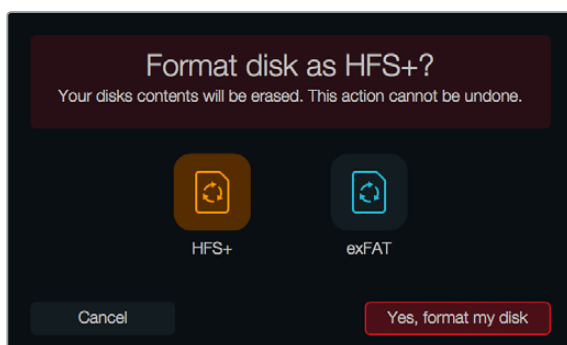 Format disk as HFS+?
Your disks contents will be erased. This action cannot be undone.
HFS+
exFAT
Cancel
Yes, format my disk